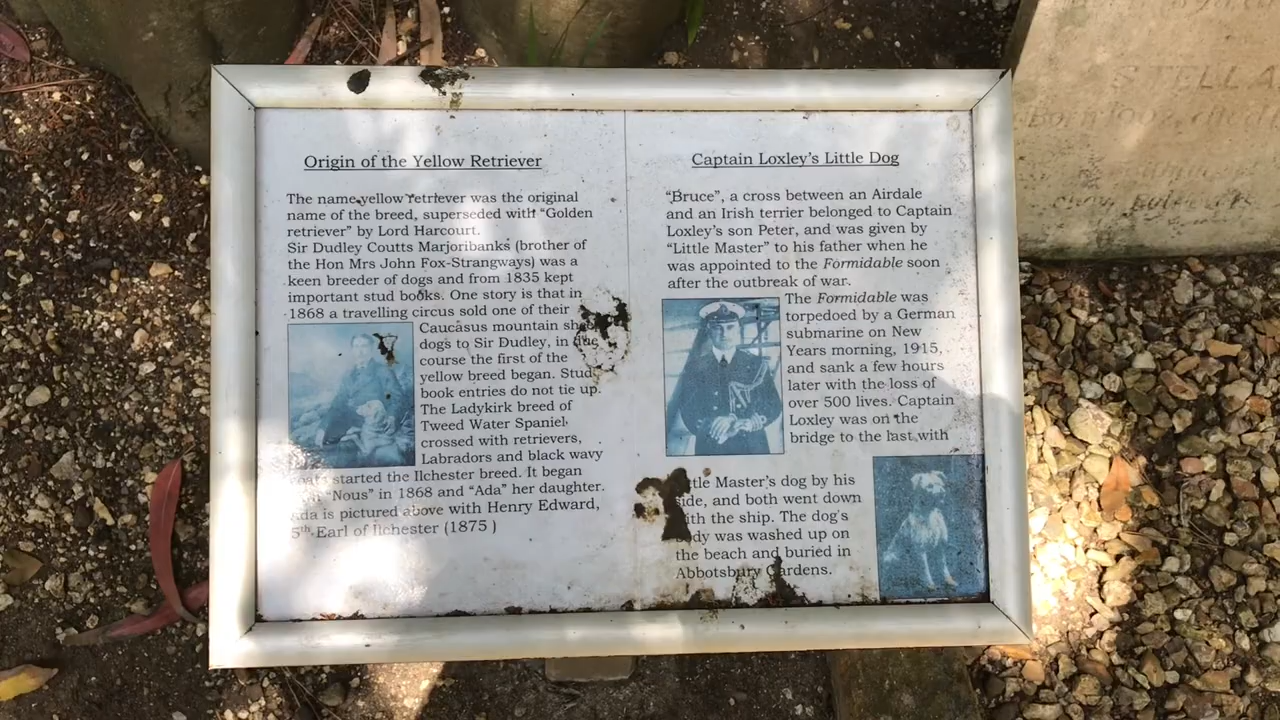 Origin of the Yellow Retriever
The name yellow retriever was the original
name of the breed, superseded with “Golden
retriever” by Lord Harcourt.
Sir Dudley Coutts Marjoribanks (brother of
the Hon Mrs John Fox-Strangways) was a
keen breeder of dogs and from 1835 kept
important stud books. One story is that in
1868 a travelling circus sold one of their
Caucasus mountain
dogs to Sir Dudley, in due
course the first of the
yellow breed began. Stud
book entries do not tie up.
The Ladykirk breed of
Tweed Water Spaniel
crossed with retrievers,
Labradors and black wavy
started the Ilchester breed. It began
“Nous” in 1868 and “Ada” her daughter.
Ada is pictured above with Henry Edward,
5th Earl of Ilchester (1875 )
Captain Loxley’s Little Dog
“Bruce”, a cross between an Airdale
and an Irish terrier belonged to Captain
Loxley’s son Peter, and was given by
“Little Master” to his father when he
was appointed to the Formidable soon
after the outbreak of war.
The Formidable was
torpedoed by a German
submarine on New
Years morning, 1915,
and sank a few hours
later with the loss of
over 500 lives. Captain
Loxley was on the
bridge to the last with
Little Master’s dog by his
side, and both went down
with the ship. The dog’s
body was washed up on
the beach and buried in
Abbotsbury Gardens.
STELLA